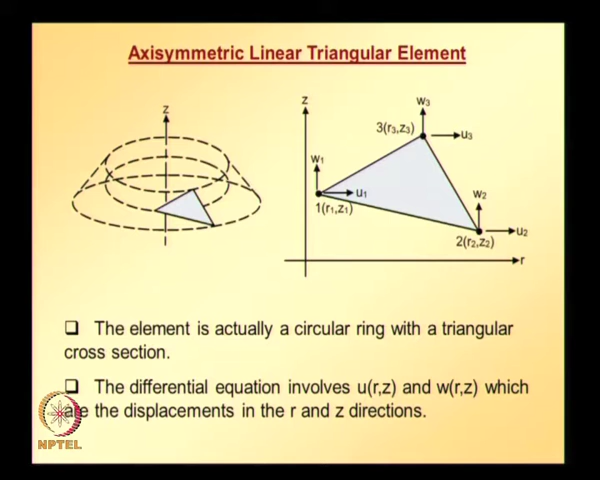 Axisymmetric Linear Triangular Element
z
z
w₃
3(r₃,z₃)
u₃
w₁
u₁
1(r₁,z₁)
w₂
u₂
2(r₂,z₂)
r
❑ The element is actually a circular ring with a triangular
cross section.
❑ The differential equation involves u(r,z) and w(r,z) which
are the displacements in the r and z directions.
NPTEL